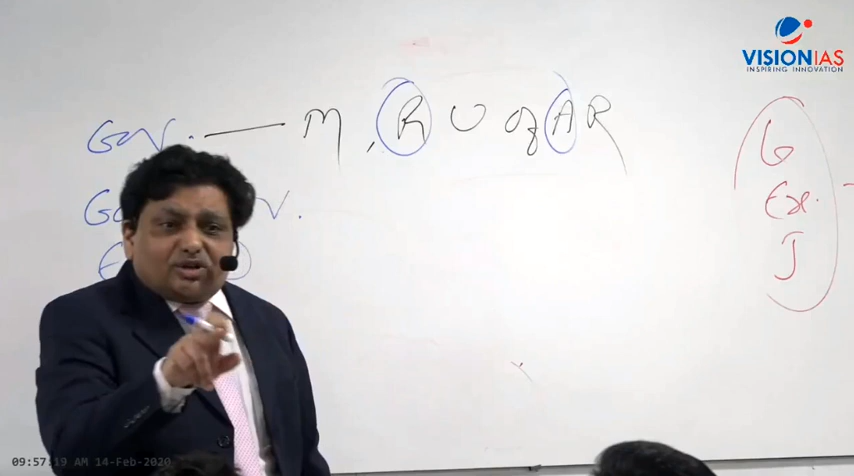 VISIONIAS
INSPIRING INNOVATION
Gov. — M, R U of A R
G v.
L
Ex.
J
09:57:19 AM 14-Feb-2020